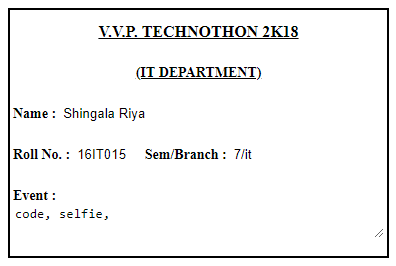 V.V.P. TECHNOTHON 2K18
(IT DEPARTMENT)
Name : Shingala Riya
Roll No. : 16IT015 Sem/Branch : 7/it
Event :
code, selfie,